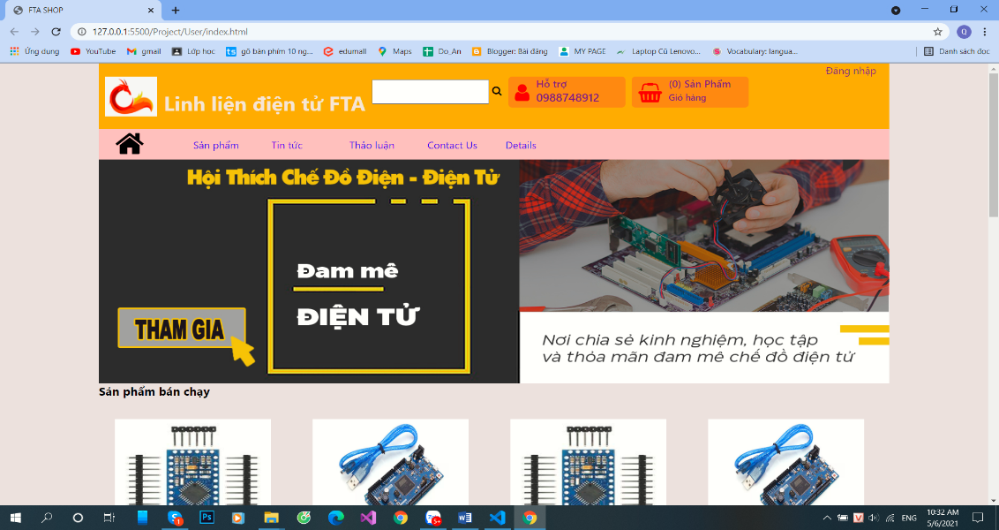 FTA SHOP
127.0.0.1:5500/Project/User/index.html
Q
Ứng dung
YouTube
gmail
Lớp học
gõ bàn phím 10 ng...
edumall
Maps
Do_An
Blogger: Bài đăng
MY PAGE
Laptop Cũ Lenovo...
Vocabulary: langua...
Danh sách đọc
Đăng nhập
Linh liện điện tử FTA
Hỗ trợ
0988748912
(0) Sản Phẩm
Giỏ hàng
Sản phẩm
Tin tức
Thảo luận
Contact Us
Details
Hội Thích Chế Đồ Điện - Điện Tử
Đam mê
ĐIỆN TỬ
THAM GIA
Nơi chia sẻ kinh nghiệm, học tập
và thỏa mãn đam mê chế đồ điện tử
Sản phẩm bán chạy
ENG
10:32 AM
5/6/2021